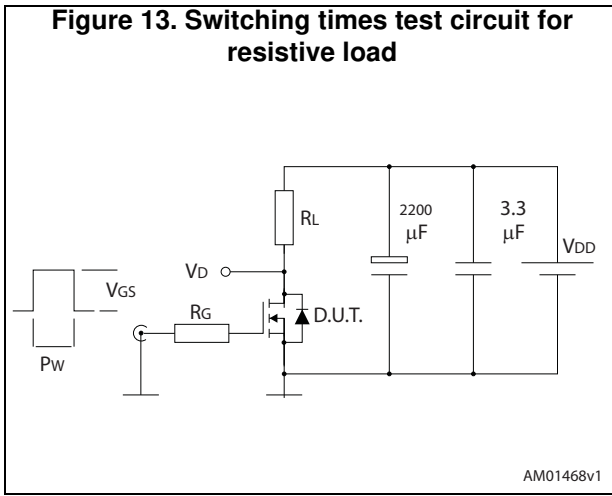 Figure 13. Switching times test circuit for
resistive load
RL
2200
μF
3.3
μF
VDD
VD
VGS
RG
D.U.T.
PW
AM01468v1